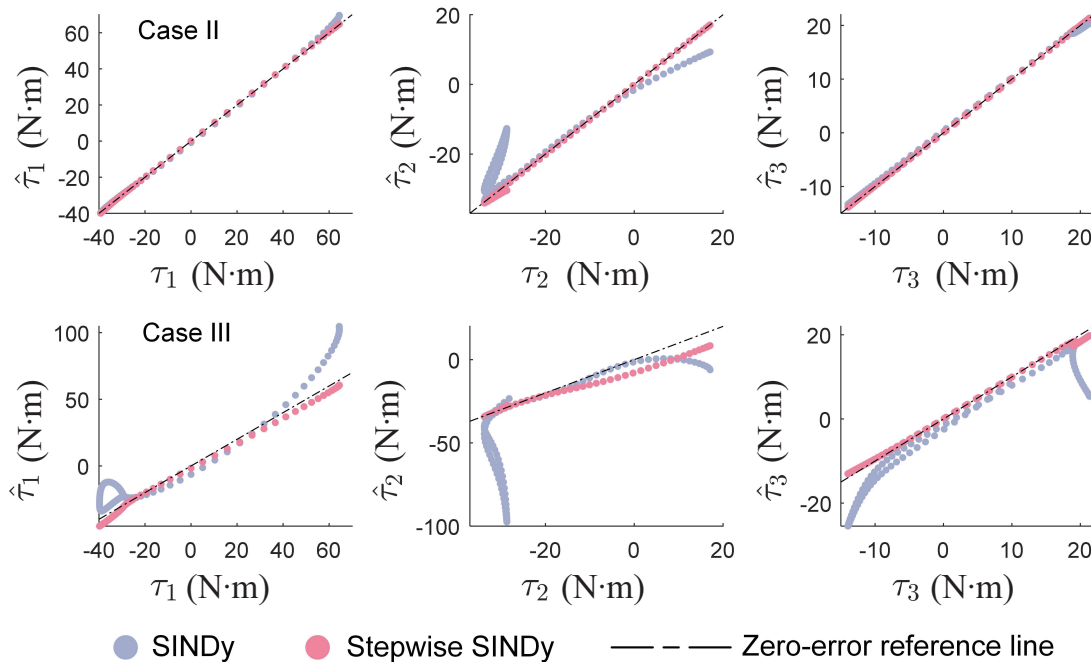 Case II
60
40
20
0
-20
-40
-40 -20 0 20 40 60
τ̂1 (N·m)
τ1 (N·m)
20
0
-20
-20 0 20
τ̂2 (N·m)
τ2 (N·m)
20
10
0
-10
-10 0 10 20
τ̂3 (N·m)
τ3 (N·m)
Case III
100
50
0
-40 -20 0 20 40 60
τ̂1 (N·m)
τ1 (N·m)
0
-50
-100
-20 0 20
τ̂2 (N·m)
τ2 (N·m)
20
0
-20
-10 0 10 20
τ̂3 (N·m)
τ3 (N·m)
SINDy
Stepwise SINDy
Zero-error reference line